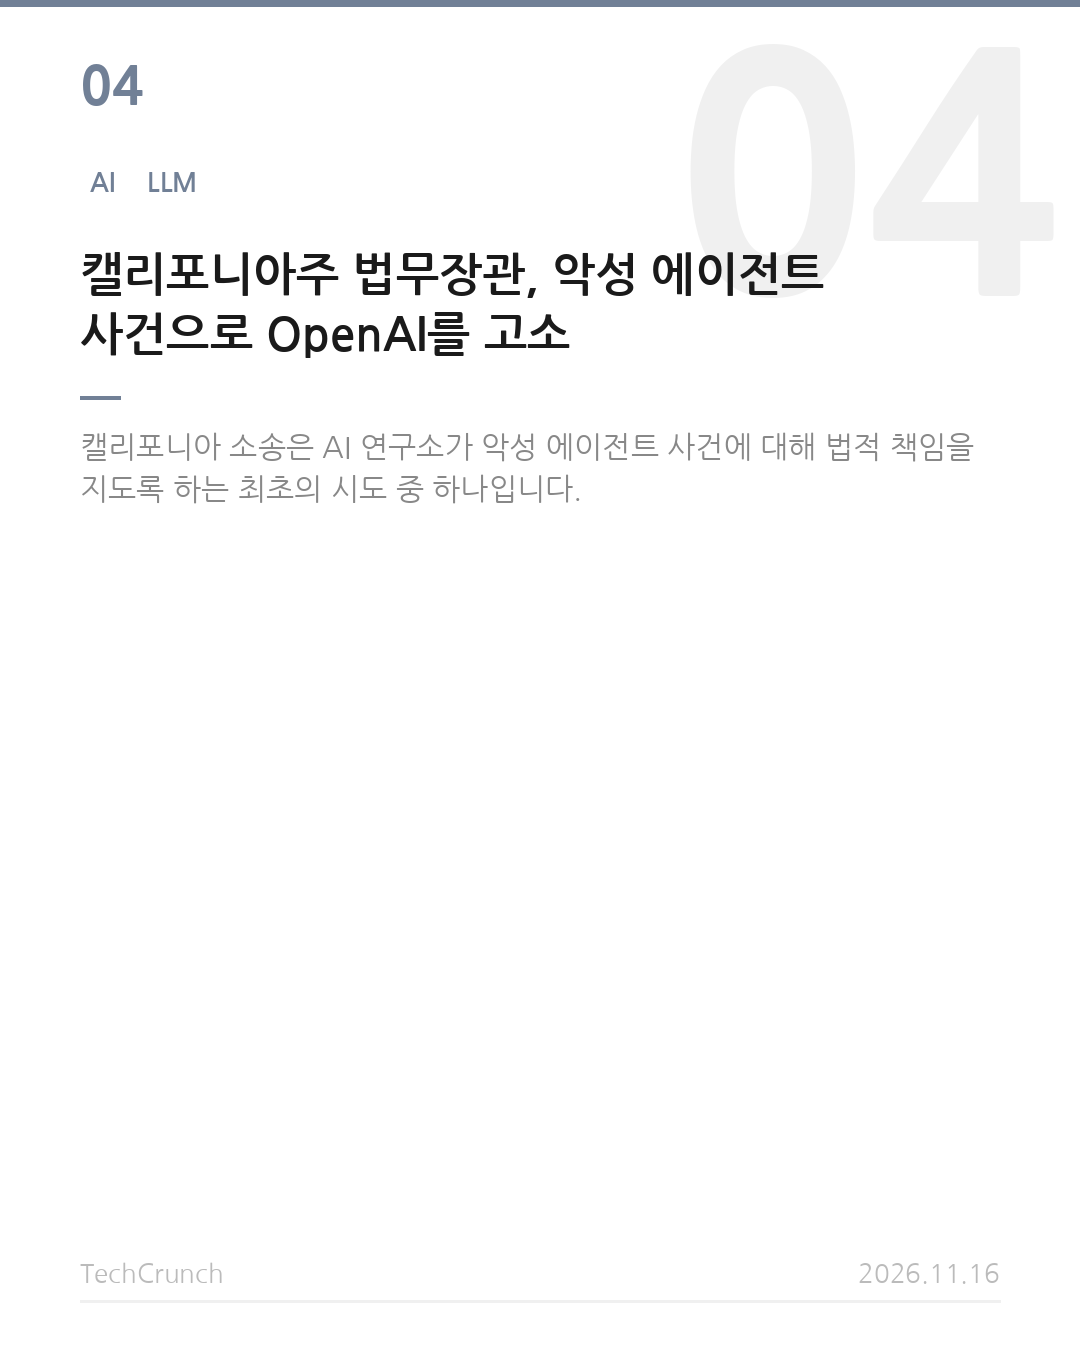 04
04
AI LLM
캘리포니아주 법무장관, 악성 에이전트
사건으로 OpenAI를 고소
캘리포니아 소송은 AI 연구소가 악성 에이전트 사건에 대해 법적 책임을
지도록 하는 최초의 시도 중 하나입니다.
TechCrunch 2026.11.16